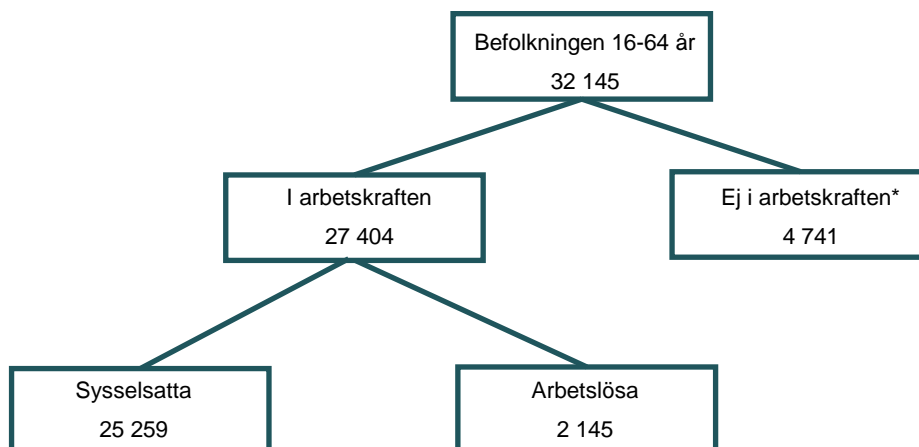 Befolkningen 16-64 år
32 145
I arbetskraften
27 404
Ej i arbetskraften*
4 741
Sysselsatta
25 259
Arbetslösa
2 145